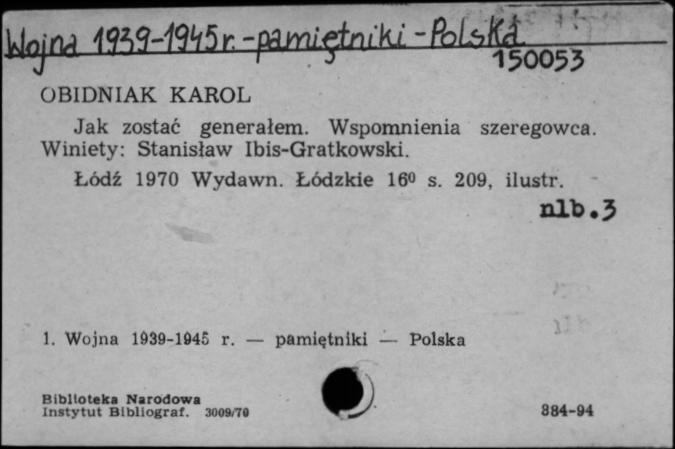 Wojna 1939-1945 r. - pamiętniki - Polska
150053
OBIDNIAK KAROL
Jak zostać generałem. Wspomnienia szeregowca.
Winiety: Stanisław Ibis-Gratkowski.
Łódź 1970 Wydawn. Łódzkie 16⁰ s. 209, ilustr.
nlb.3
1. Wojna 1939-1945 r. — pamiętniki — Polska
Biblioteka Narodowa
Instytut Bibliograf. 3009/70
884-94